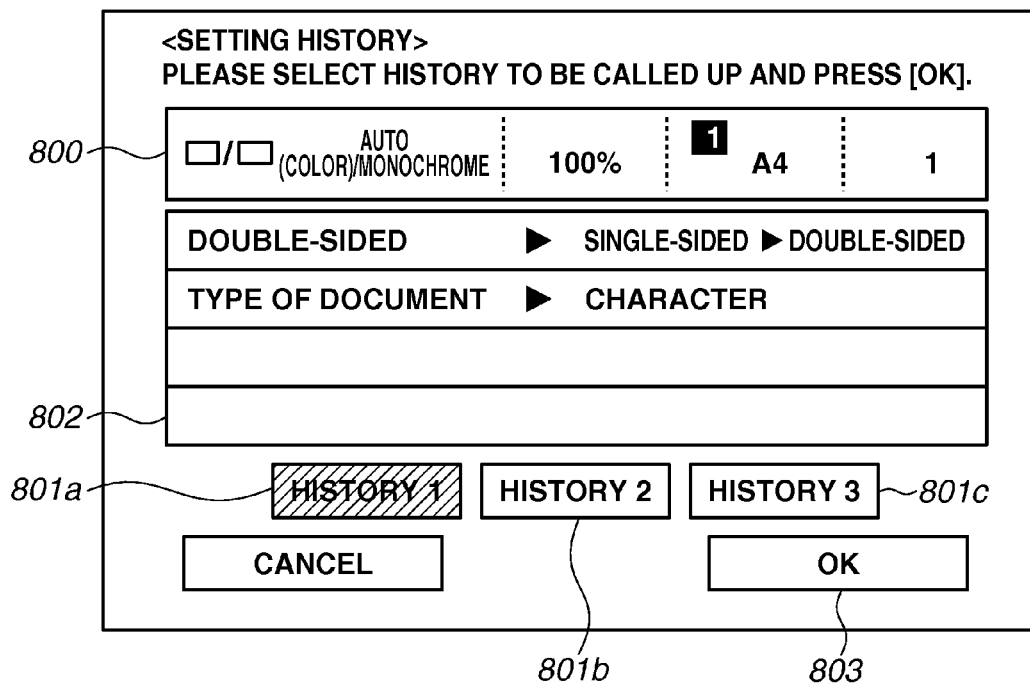 <SETTING HISTORY>
PLEASE SELECT HISTORY TO BE CALLED UP AND PRESS [OK].
800
AUTO
(COLOR)/MONOCHROME
100%
1
A4
1
DOUBLE-SIDED ▶ SINGLE-SIDED ▶ DOUBLE-SIDED
TYPE OF DOCUMENT ▶ CHARACTER
802
801a
HISTORY 1
HISTORY 2
HISTORY 3
801c
CANCEL
OK
801b
803